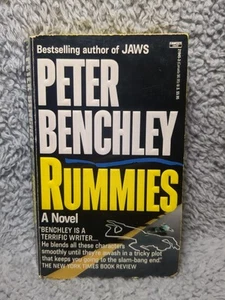 Bestselling author of JAWS
PETER
BENCHLEY
RUMMIES
A Novel
"BENCHLEY IS A
TERRIFIC WRITER...
He blends all these characters
smoothly until they're awash in a tricky plot
that keeps you going to the slam-bang end."
THE NEW YORK TIMES BOOK REVIEW